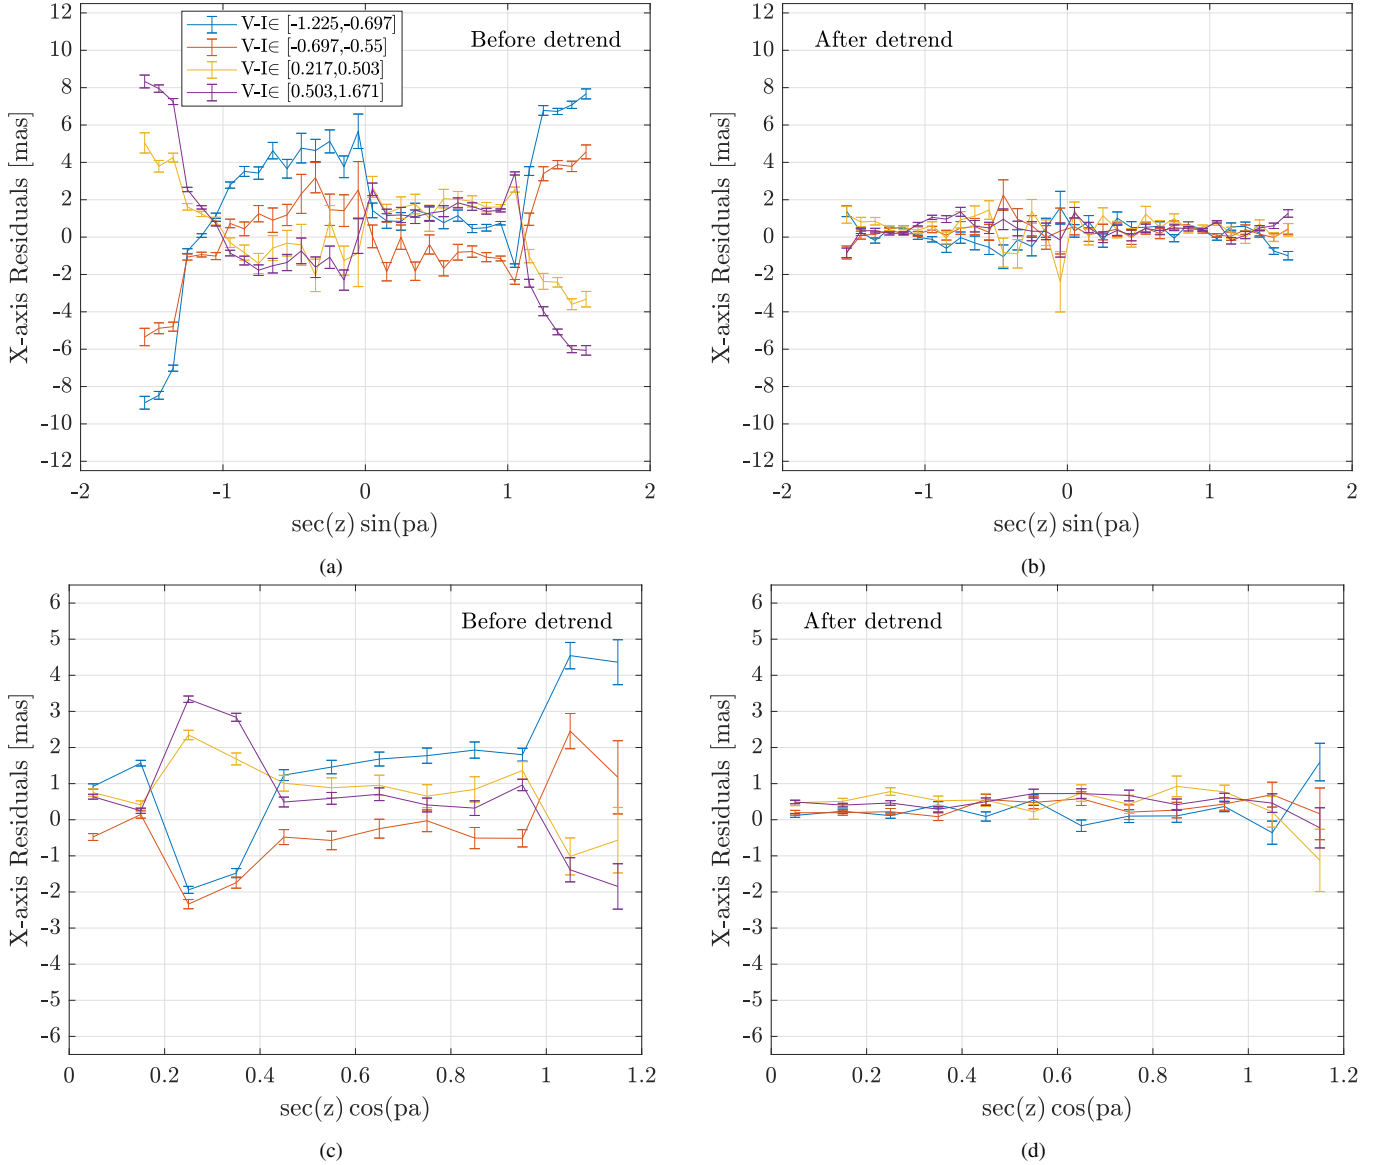 12
10
8
6
4
2
0
-2
-4
-6
-8
-10
-12
X-axis Residuals [mas]
V-I∈ [-1.225,-0.697]
V-I∈ [-0.697,-0.55]
V-I∈ [0.217,0.503]
V-I∈ [0.503,1.671]
Before detrend
-2 -1 0 1 2
sec(z) sin(pa)
(a)
12
10
8
6
4
2
0
-2
-4
-6
-8
-10
-12
X-axis Residuals [mas]
After detrend
-2 -1 0 1 2
sec(z) sin(pa)
(b)
6
5
4
3
2
1
0
-1
-2
-3
-4
-5
-6
X-axis Residuals [mas]
Before detrend
0 0.2 0.4 0.6 0.8 1 1.2
sec(z) cos(pa)
(c)
6
5
4
3
2
1
0
-1
-2
-3
-4
-5
-6
X-axis Residuals [mas]
After detrend
0 0.2 0.4 0.6 0.8 1 1.2
sec(z) cos(pa)
(d)